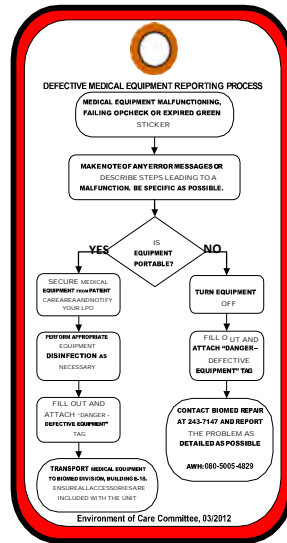 DEFECTIVE MEDICAL EQUIPMENT REPORTING PROCESS
MEDICAL EQUIPMENT MALFUNCTIONING,
FAILING OPCHECK OR EXPIRED GREEN
STICKER
MAKE NOTE OF ANY ERROR MESSAGES OR
DESCRIBE STEPS LEADING TO A
MALFUNCTION. BE SPECIFIC AS POSSIBLE.
IS
EQUIPMENT
PORTABLE?
YES
SECURE MEDICAL
EQUIPMENT FROM PATIENT
CARE AREA AND NOTIFY
YOUR LPO
PERFORM APPROPRIATE
EQUIPMENT
DISINFECTION AS
NECESSARY
FILL OUT AND
ATTACH “DANGER –
DEFECTIVE EQUIPMENT”
TAG
TRANSPORT MEDICAL EQUIPMENT
TO BIOMED DIVISION, BUILDING E-18.
ENSURE ALL ACCESSORIES ARE
INCLUDED WITH THE UNIT
NO
TURN EQUIPMENT
OFF
FILL OUT AND
ATTACH “DANGER –
DEFECTIVE
EQUIPMENT” TAG
CONTACT BIOMED REPAIR
AT 243-7147 AND REPORT
THE PROBLEM AS
DETAILED AS POSSIBLE
AWH: 080-5005-4829
Environment of Care Committee, 03/2012